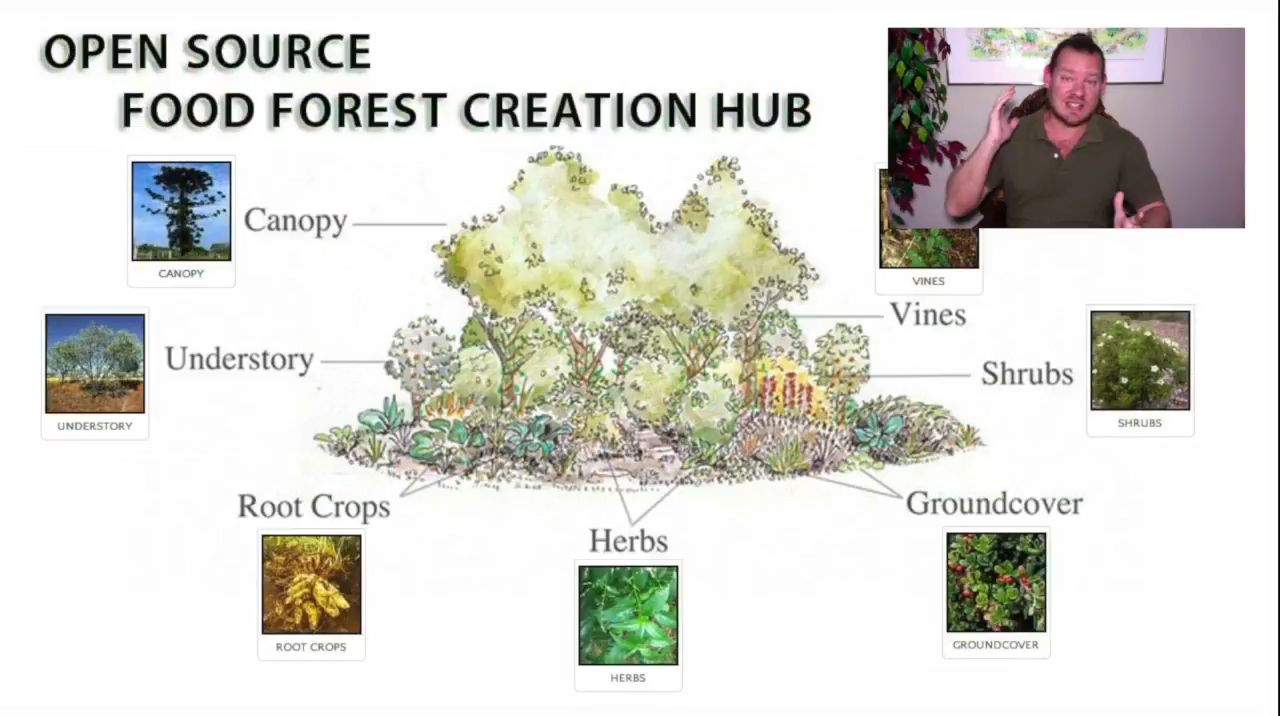 OPEN SOURCE
FOOD FOREST CREATION HUB
CANOPY
Canopy
VINES
Vines
UNDERSTORY
Understory
Shrubs
SHRUBS
Root Crops
ROOT CROPS
Herbs
HERBS
Groundcover
GROUNDCOVER